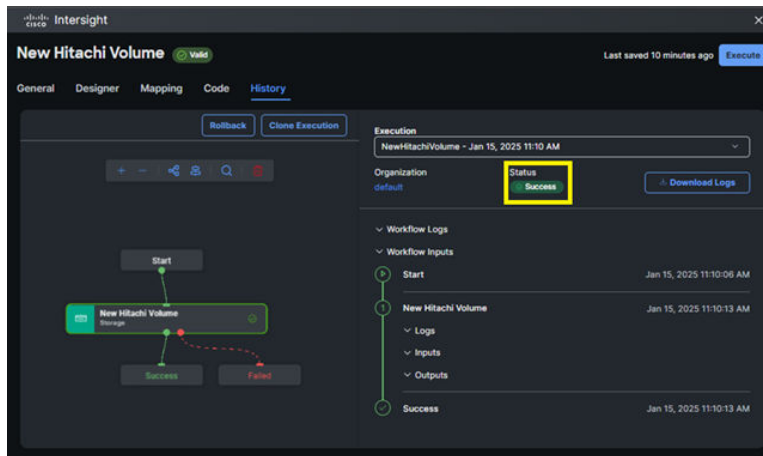 cisco Intersight
New Hitachi Volume Valid
Last saved 10 minutes ago Execute
General Designer Mapping Code History
Rollback Clone Execution
Execution
NewHitachiVolume - Jan 15, 2025 11:10 AM
Organization Status
default Success Download Logs
Workflow Logs
Workflow Inputs
Start Jan 15, 2025 11:10:06 AM
1 New Hitachi Volume Jan 15, 2025 11:10:13 AM
Logs
Inputs
Outputs
Success Jan 15, 2025 11:10:13 AM
Start
New Hitachi Volume
Storage
Success Failed